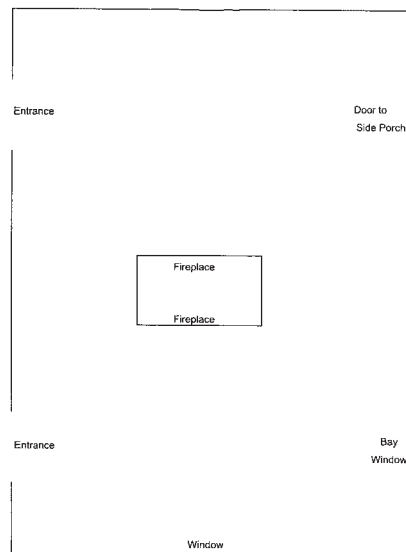 Entrance
Door to
Side Porch
Fireplace
Fireplace
Entrance
Bay
Window
Window